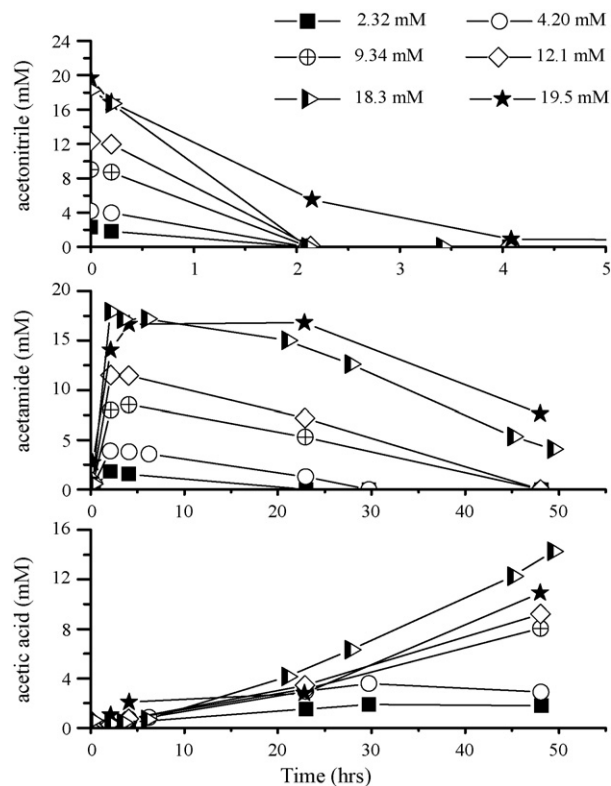 2.32 mM 4.20 mM
9.34 mM 12.1 mM
18.3 mM 19.5 mM
acetonitrile (mM)
24
20
16
12
8
4
0
0 1 2 3 4 5
acetamide (mM)
20
15
10
5
0
0 10 20 30 40 50
acetic acid (mM)
16
12
8
4
0
0 10 20 30 40 50
Time (hrs)